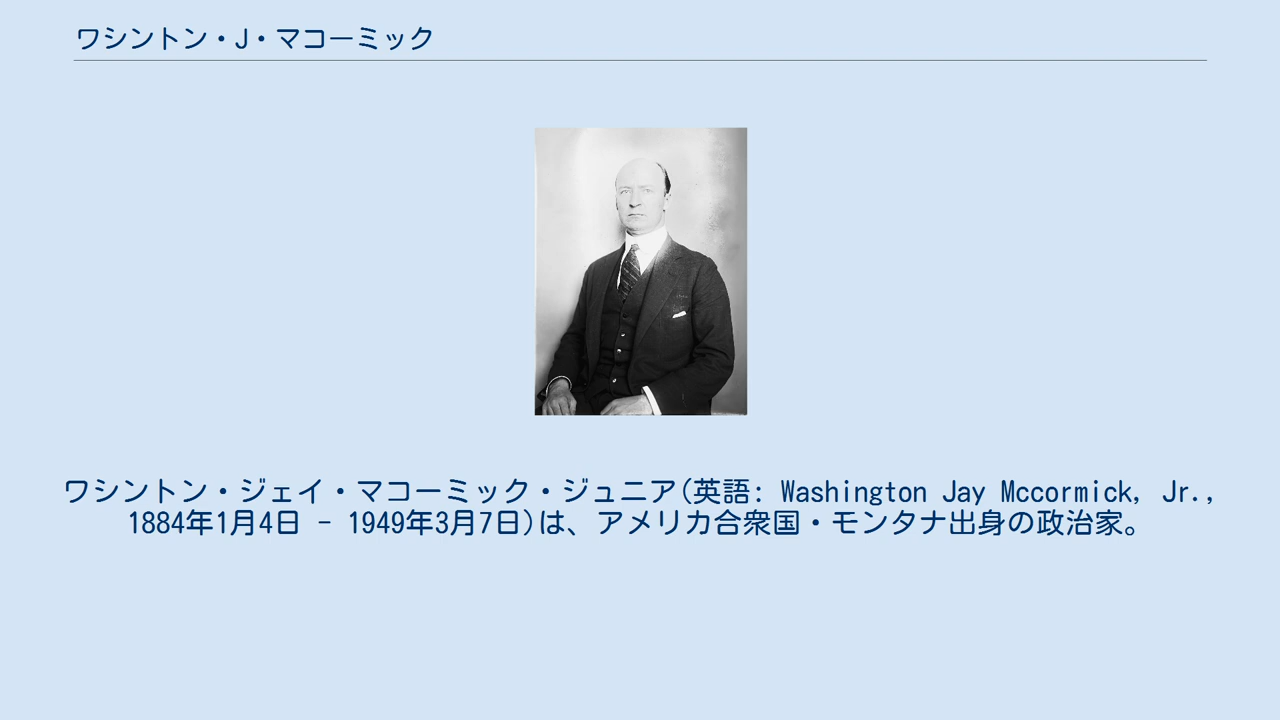 ワシントン・J・マコーミック
ワシントン・ジェイ・マコーミック・ジュニア(英語: Washington Jay Mccormick, Jr.,
1884年1月4日 - 1949年3月7日)は、アメリカ合衆国・モンタナ出身の政治家。